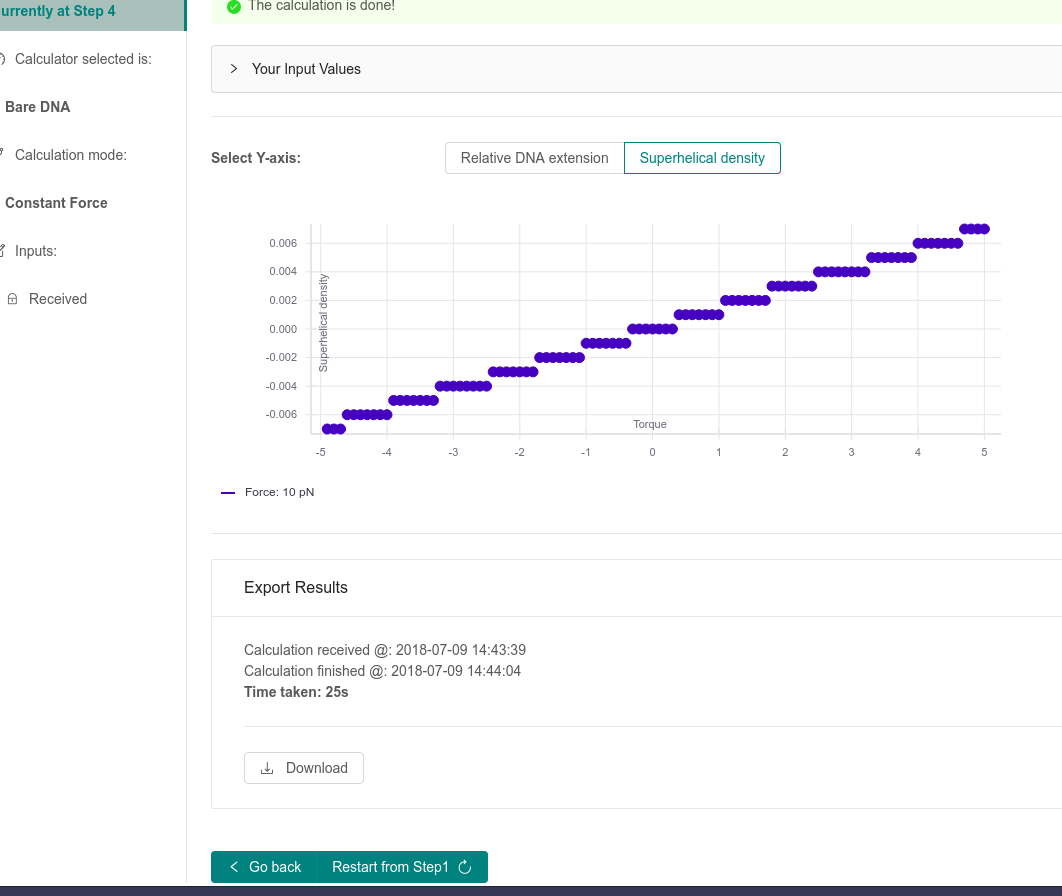 urrently at Step 4
The calculation is done!
Calculator selected is:
Bare DNA
Calculation mode:
Constant Force
Inputs:
Received
Your Input Values
Select Y-axis:
Relative DNA extension
Superhelical density
0.006
0.004
0.002
0.000
-0.002
-0.004
-0.006
Superhelical density
Torque
-5 -4 -3 -2 -1 0 1 2 3 4 5
Force: 10 pN
Export Results
Calculation received @: 2018-07-09 14:43:39
Calculation finished @: 2018-07-09 14:44:04
Time taken: 25s
Download
Go back
Restart from Step1